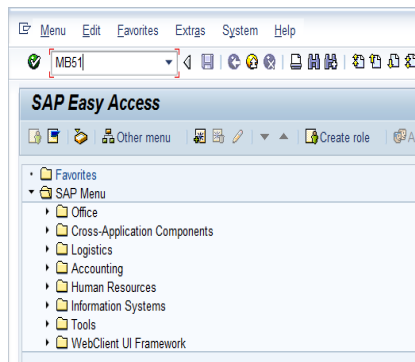 Menu Edit Favorites Extras System Help
MB51
SAP Easy Access
Other menu Create role A
Favorites
SAP Menu
Office
Cross-Application Components
Logistics
Accounting
Human Resources
Information Systems
Tools
WebClient UI Framework